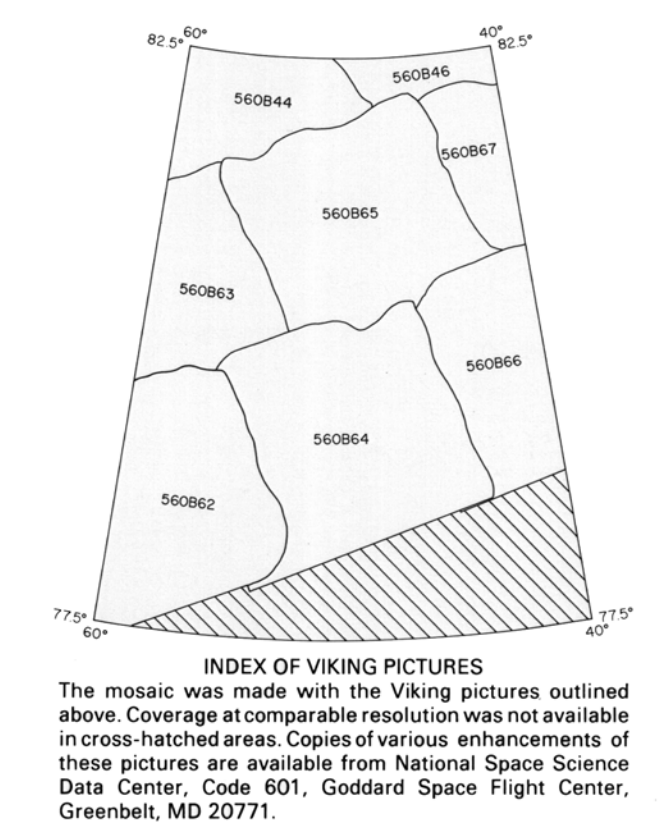 60°
82.5°
40°
82.5°
560B46
560B44
560B67
560B65
560B63
560B66
560B64
560B62
77.5°
60°
77.5°
40°
INDEX OF VIKING PICTURES
The mosaic was made with the Viking pictures outlined
above. Coverage at comparable resolution was not available
in cross-hatched areas. Copies of various enhancements of
these pictures are available from National Space Science
Data Center, Code 601, Goddard Space Flight Center,
Greenbelt, MD 20771.